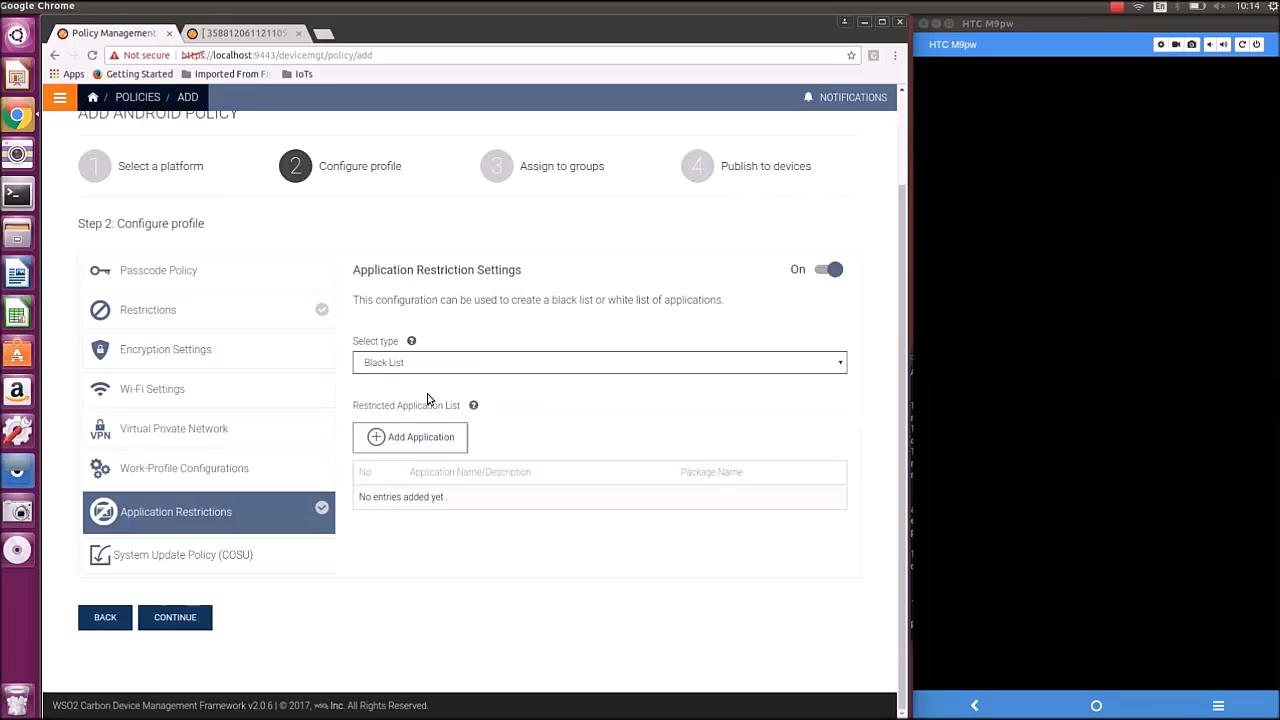 Google Chrome
En
10:14
Policy Management
[ 358812061121109
HTC M9pw
Not secure
https://localhost:9443/devicemgt/policy/add
HTC M9pw
Apps
Getting Started
Imported From Fi
IoTs
POLICIES / ADD
NOTIFICATIONS
ADD ANDROID POLICY
1 Select a platform
2 Configure profile
3 Assign to groups
4 Publish to devices
Step 2: Configure profile
Passcode Policy
Restrictions
Encryption Settings
Wi-Fi Settings
VPN
Virtual Private Network
Work-Profile Configurations
Application Restrictions
System Update Policy (COSU)
Application Restriction Settings
On
This configuration can be used to create a black list or white list of applications.
Select type
Black List
Restricted Application List
Add Application
No Application Name/Description Package Name
No entries added yet .
BACK
CONTINUE
WSO2 Carbon Device Management Framework v2.0.6 | © 2017, WSO2 Inc. All Rights Reserved.